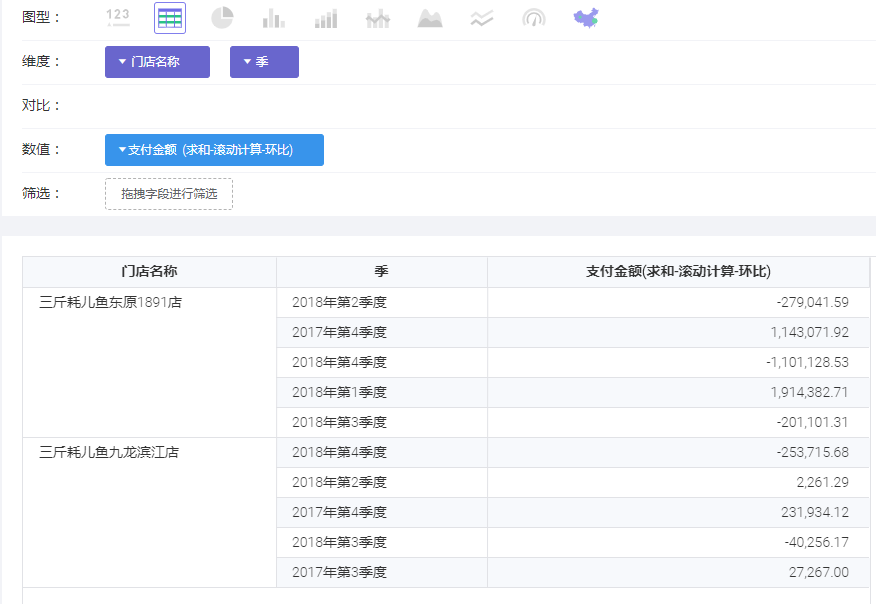 图型：
123
维度：
门店名称 季
对比：
数值：
支付金额 (求和-滚动计算-环比)
筛选：
拖拽字段进行筛选
门店名称 季 支付金额(求和-滚动计算-环比)
三斤耗儿鱼东原1891店 2018年第2季度 -279,041.59
2017年第4季度 1,143,071.92
2018年第4季度 -1,101,128.53
2018年第1季度 1,914,382.71
2018年第3季度 -201,101.31
三斤耗儿鱼九龙滨江店 2018年第4季度 -253,715.68
2018年第2季度 2,261.29
2017年第4季度 231,934.12
2018年第3季度 -40,256.17
2017年第3季度 27,267.00